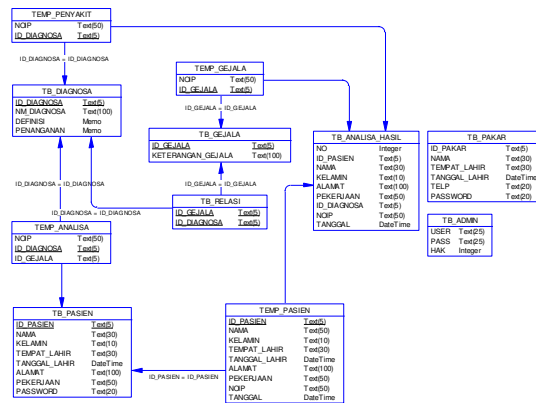 TEMP_PENYAKIT
NOIP Text(50)
ID_DIAGNOSA Text(5)
ID_DIAGNOSA = ID_DIAGNOSA
TB_DIAGNOSA
ID_DIAGNOSA Text(5)
NM_DIAGNOSA Text(100)
DEFINISI Memo
PENANGANAN Memo
TEMP_GEJALA
NOIP Text(50)
ID_GEJALA Text(5)
ID_GEJALA = ID_GEJALA
TB_GEJALA
ID_GEJALA Text(5)
KETERANGAN_GEJALA Text(100)
ID_GEJALA = ID_GEJALA
TB_RELASI
ID_GEJALA Text(5)
ID_DIAGNOSA Text(5)
TB_ANALISA_HASIL
NO Integer
ID_PASIEN Text(5)
NAMA Text(30)
KELAMIN Text(10)
ALAMAT Text(100)
PEKERJAAN Text(50)
ID_DIAGNOSA Text(5)
NOIP Text(50)
TANGGAL DateTime
TB_PAKAR
ID_PAKAR Text(5)
NAMA Text(30)
TEMPAT_LAHIR Text(30)
TANGGAL_LAHIR DateTime
TELP Text(20)
PASSWORD Text(20)
TB_ADMIN
USER Text(25)
PASS Text(25)
HAK Integer
ID_DIAGNOSA = ID_DIAGNOSA
ID_DIAGNOSA = ID_DIAGNOSA
TEMP_ANALISA
NOIP Text(50)
ID_DIAGNOSA Text(5)
ID_GEJALA Text(5)
TB_PASIEN
ID_PASIEN Text(5)
NAMA Text(30)
KELAMIN Text(10)
TEMPAT_LAHIR Text(30)
TANGGAL_LAHIR DateTime
ALAMAT Text(100)
PEKERJAAN Text(50)
PASSWORD Text(20)
ID_PASIEN = ID_PASIEN
TEMP_PASIEN
ID_PASIEN Text(5)
NAMA Text(50)
KELAMIN Text(10)
TEMPAT_LAHIR Text(30)
TANGGAL_LAHIR DateTime
ALAMAT Text(100)
PEKERJAAN Text(50)
NOIP Text(50)
TANGGAL DateTime